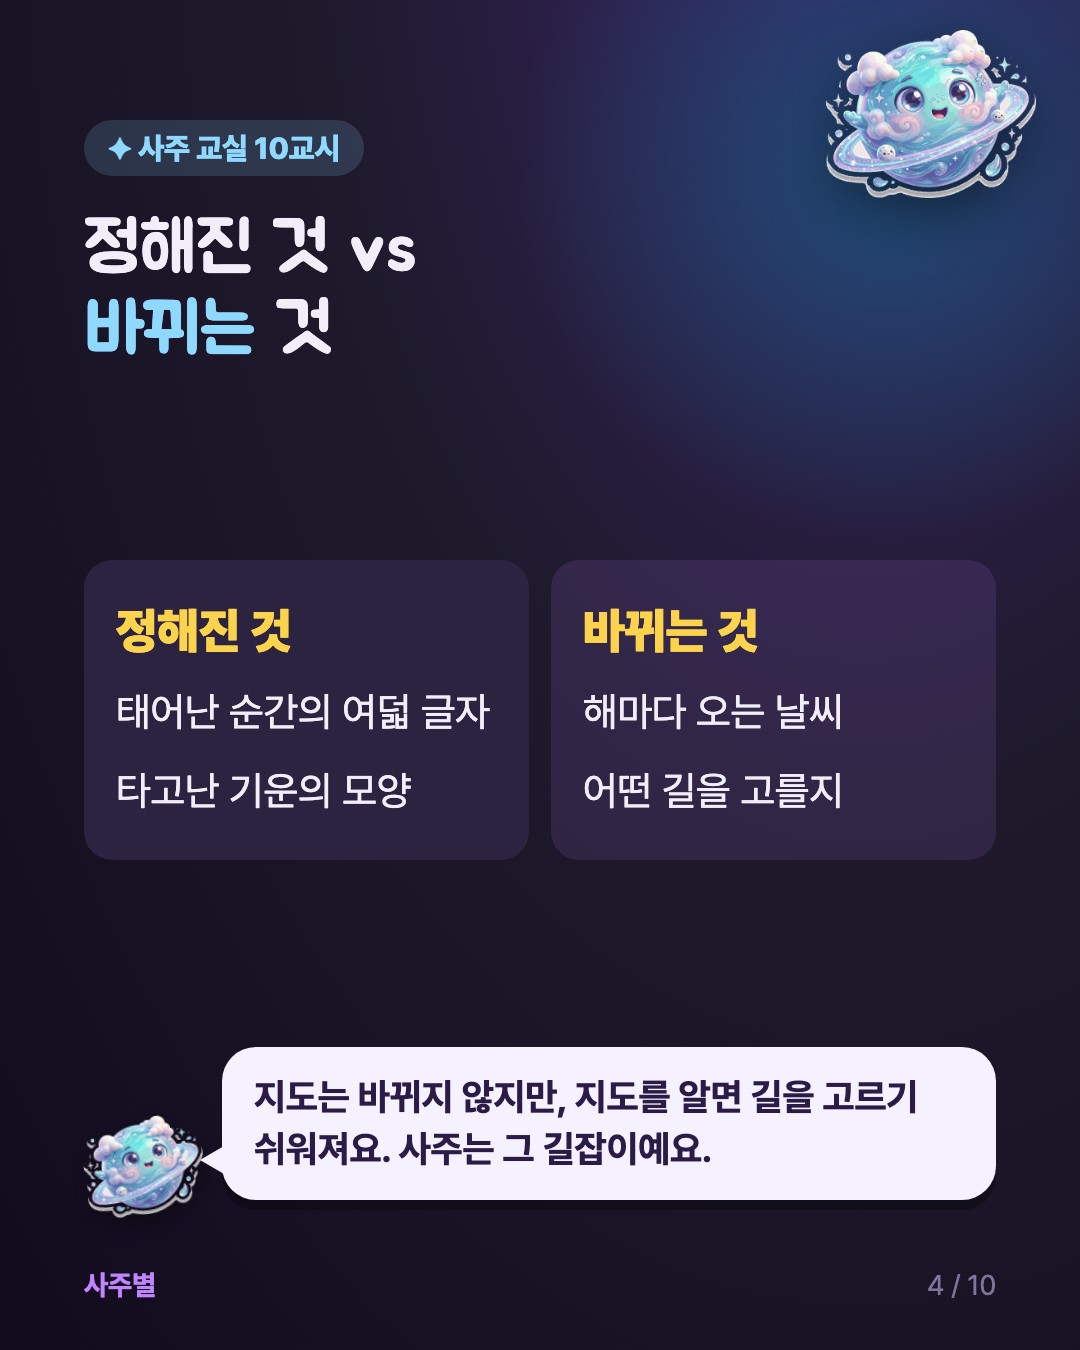 ✦ 사주 교실 10교시
정해진 것 vs
바뀌는 것
정해진 것
태어난 순간의 여덟 글자
타고난 기운의 모양
바뀌는 것
해마다 오는 날씨
어떤 길을 고를지
지도는 바뀌지 않지만, 지도를 알면 길을 고르기
쉬워져요. 사주는 그 길잡이예요.
사주별
4 / 10